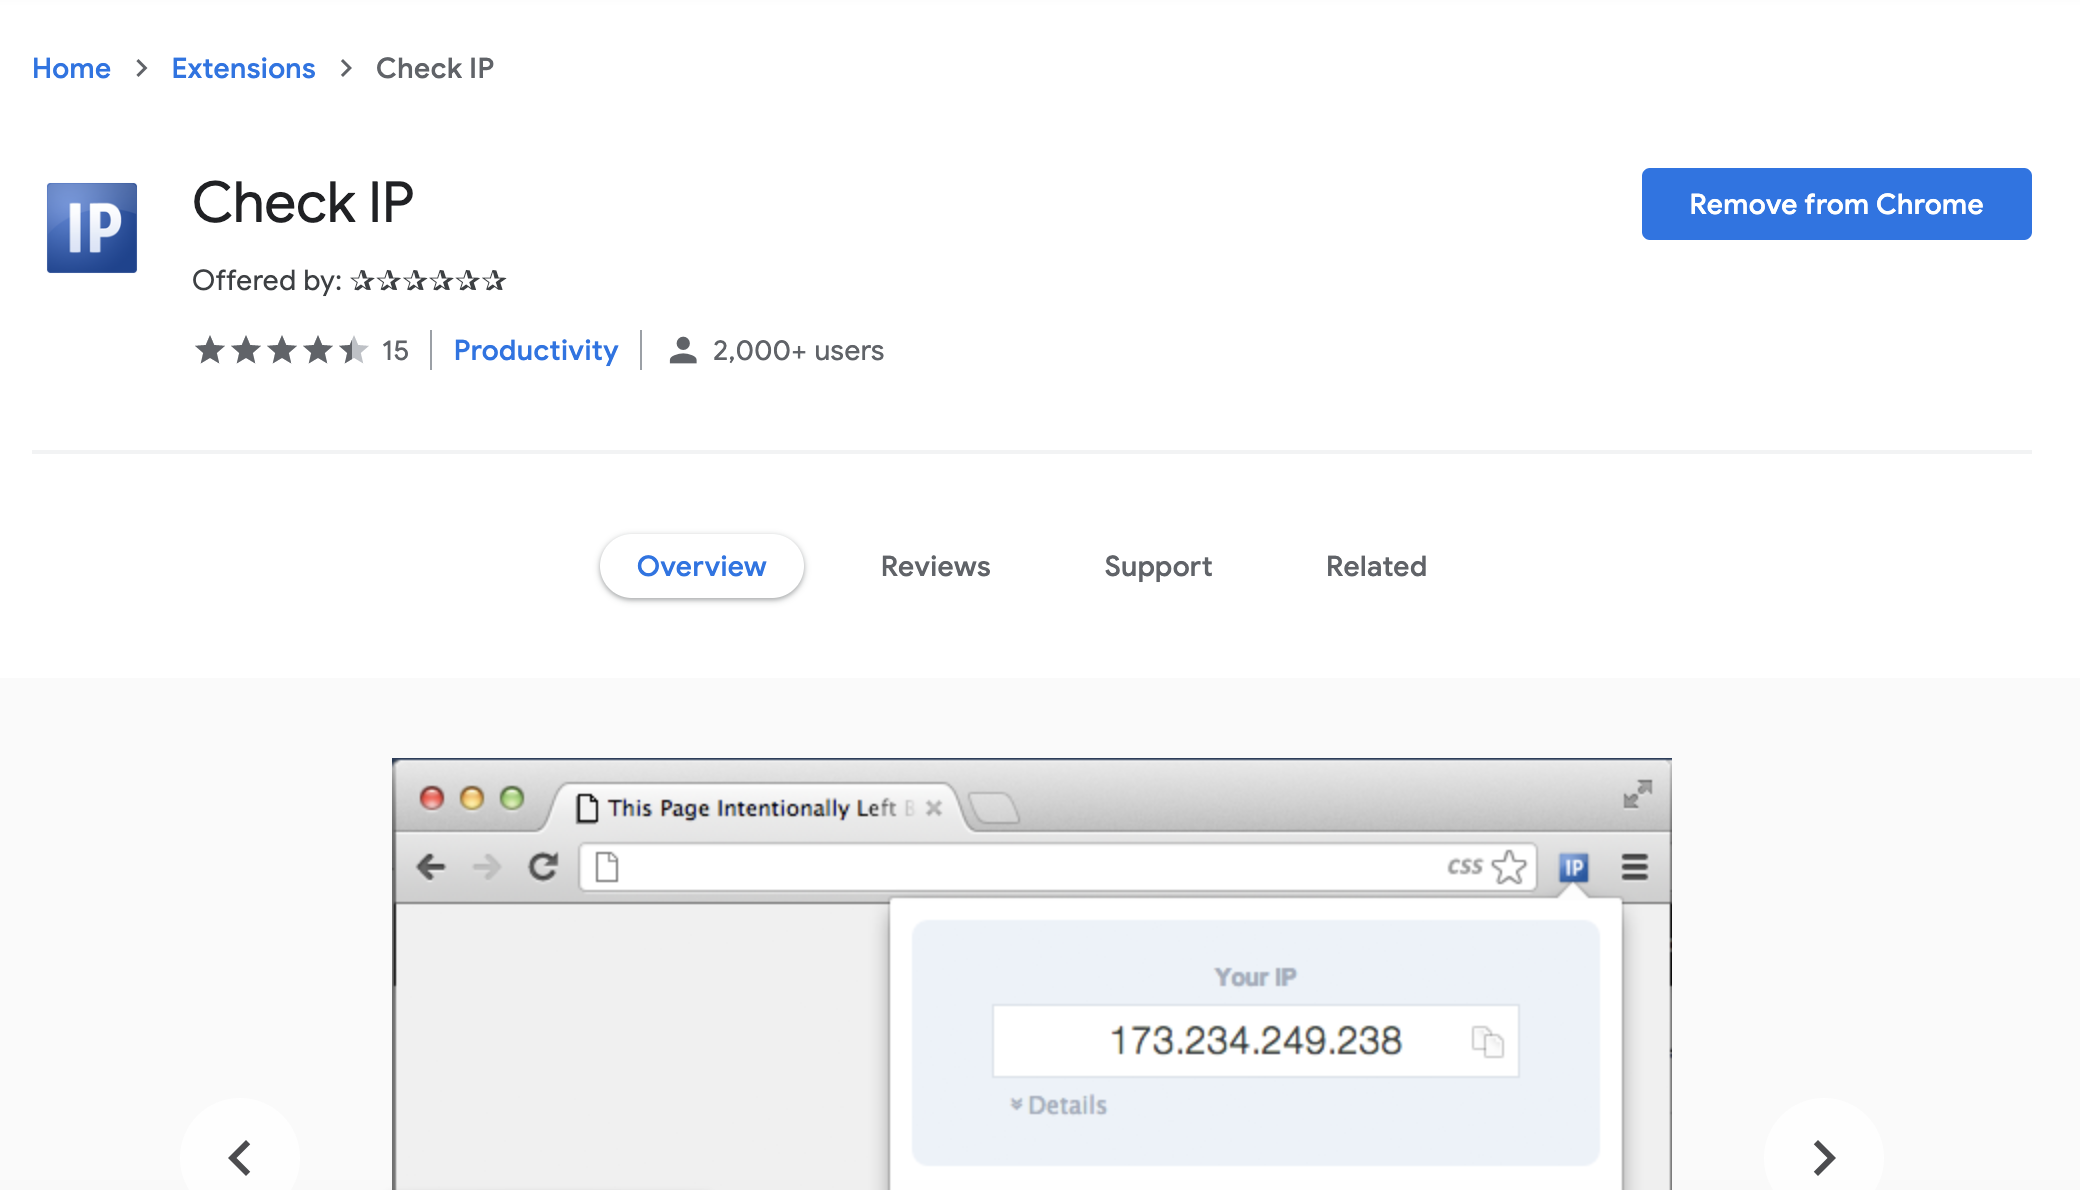 Home > Extensions > Check IP
IP
Check IP
Remove from Chrome
Offered by: ✰✰✰✰✰✰
15
Productivity
2,000+ users
Overview
Reviews
Support
Related
This Page Intentionally Left B
CSS
IP
Your IP
173.234.249.238
Details